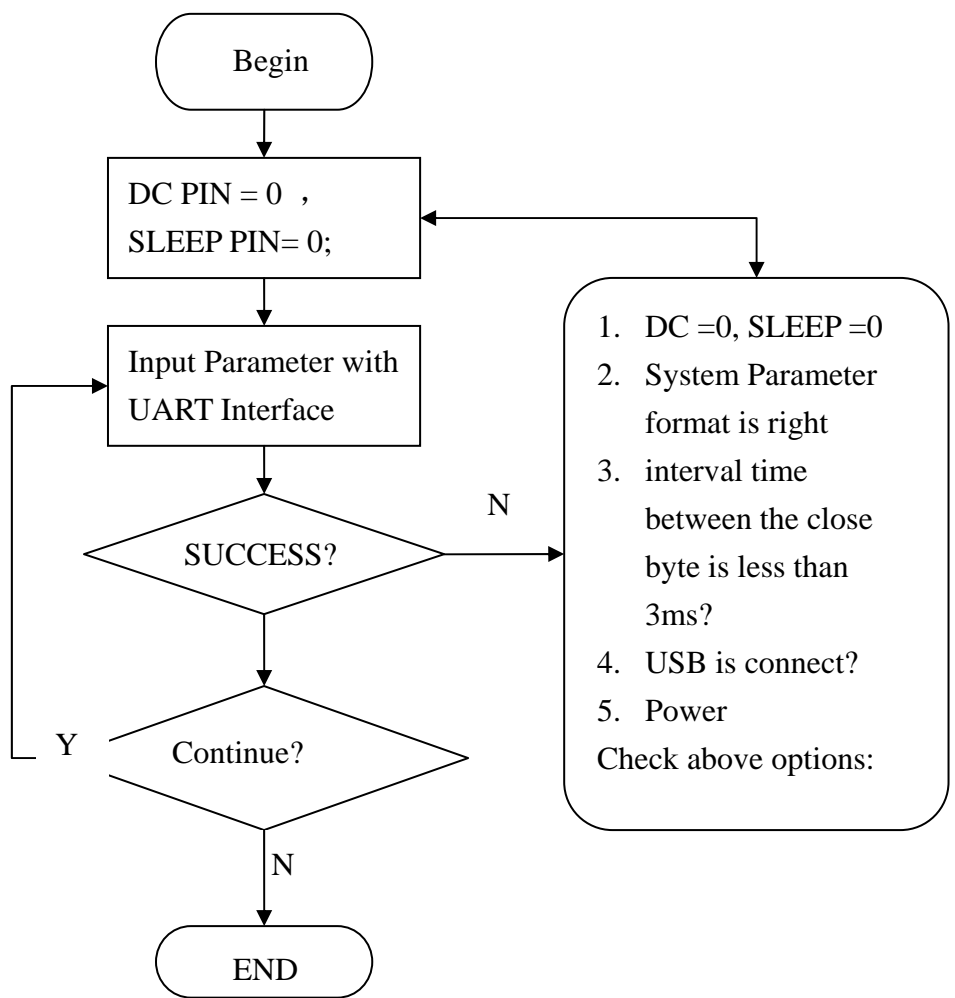 Begin
DC PIN = 0 ，
SLEEP PIN= 0;
Input Parameter with
UART Interface
SUCCESS?
N
1. DC =0, SLEEP =0
2. System Parameter
format is right
3. interval time
between the close
byte is less than
3ms?
4. USB is connect?
5. Power
Check above options:
Y
Continue?
N
END